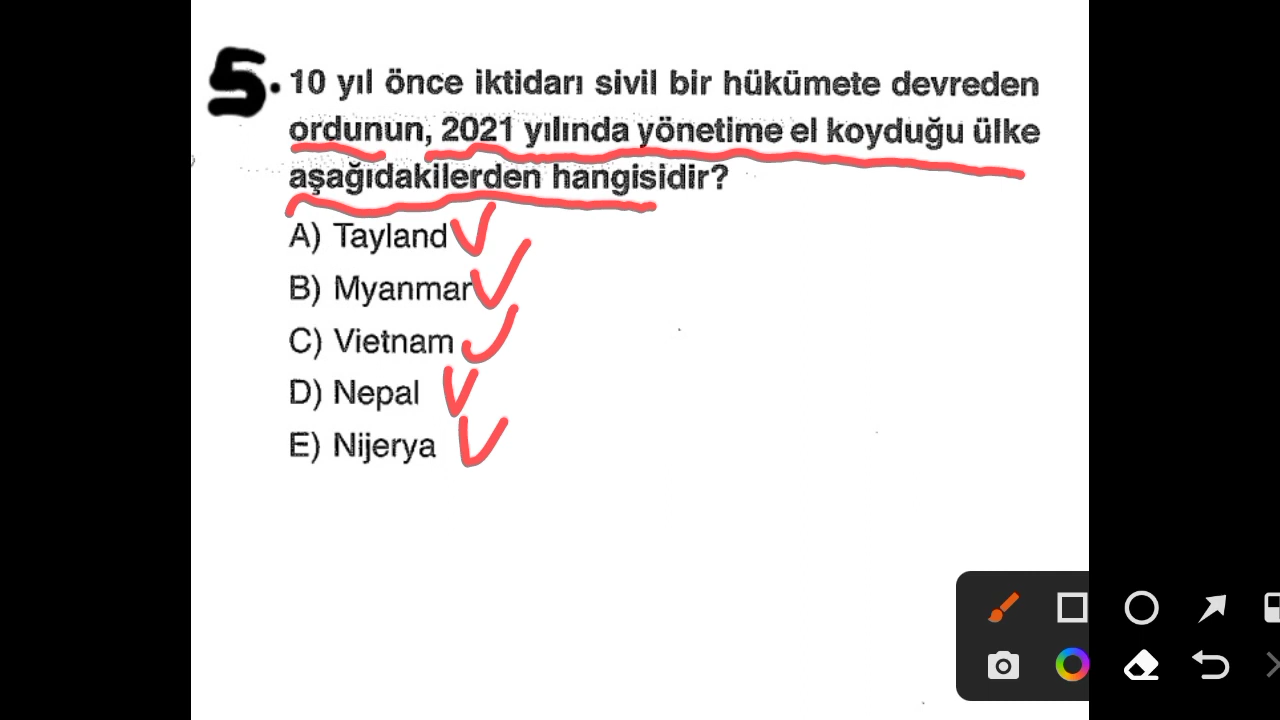 5. 10 yıl önce iktidarı sivil bir hükümete devreden
ordunun, 2021 yılında yönetime el koyduğu ülke
aşağıdakilerden hangisidir?
A) Tayland
B) Myanmar
C) Vietnam
D) Nepal
E) Nijerya